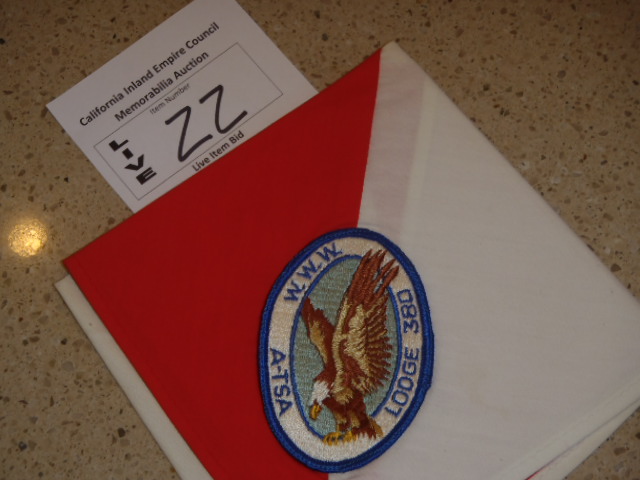 California Inland Empire Council
Memorabilia Auction
Item Number
LIVE
22
Live Item Bid
W.W.W.
A-TSA
LODGE 380